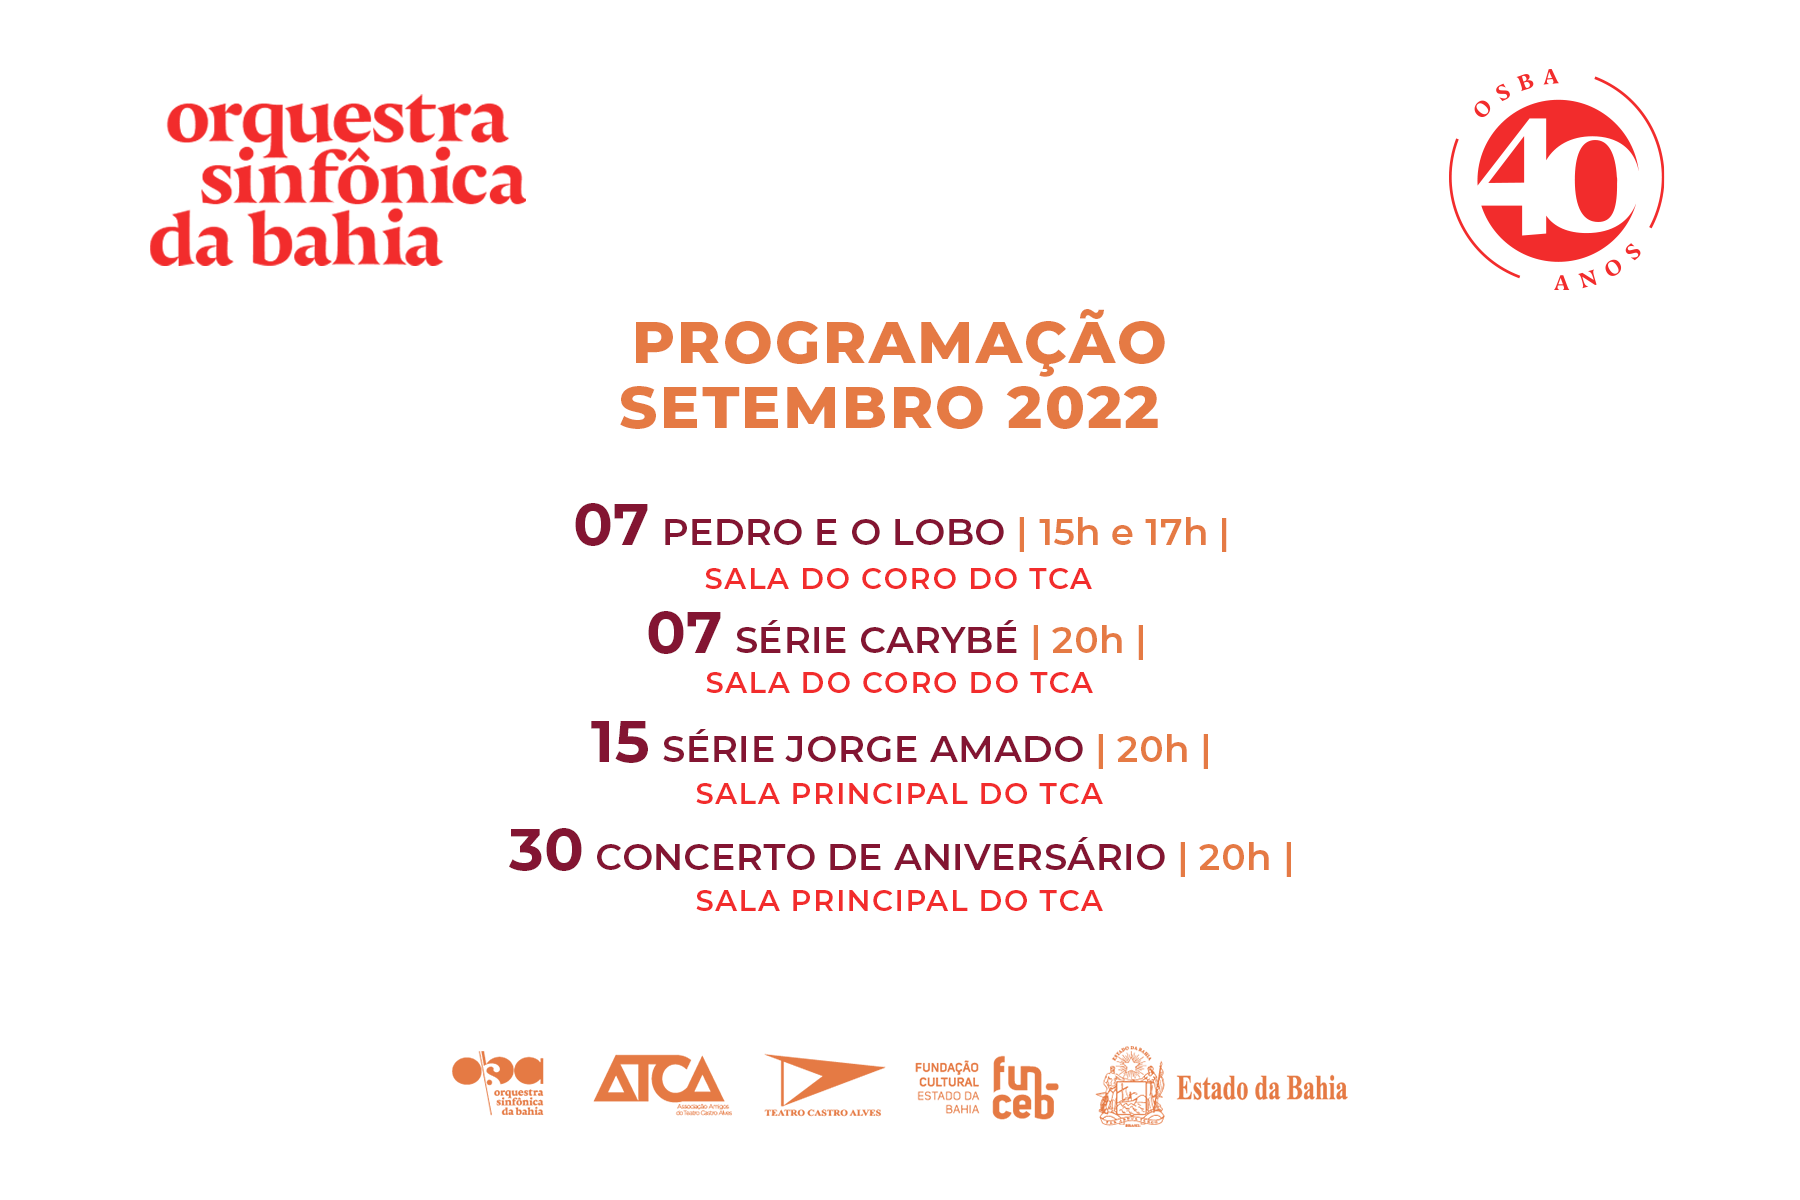 orquestra
sinfônica
da bahia
OSBA
40
ANOS
PROGRAMAÇÃO
SETEMBRO 2022
07 PEDRO E O LOBO | 15h e 17h |
SALA DO CORO DO TCA
07 SÉRIE CARYBÉ | 20h |
SALA DO CORO DO TCA
15 SÉRIE JORGE AMADO | 20h |
SALA PRINCIPAL DO TCA
30 CONCERTO DE ANIVERSÁRIO | 20h |
SALA PRINCIPAL DO TCA
orquestra
sinfônica
da bahia
ATCA
Associação Amigos
do Teatro Castro Alves
TEATRO CASTRO ALVES
FUNDAÇÃO
CULTURAL
ESTADO DA
BAHIA
fun-
ceb
ESTADO DA BAHIA
Estado da Bahia